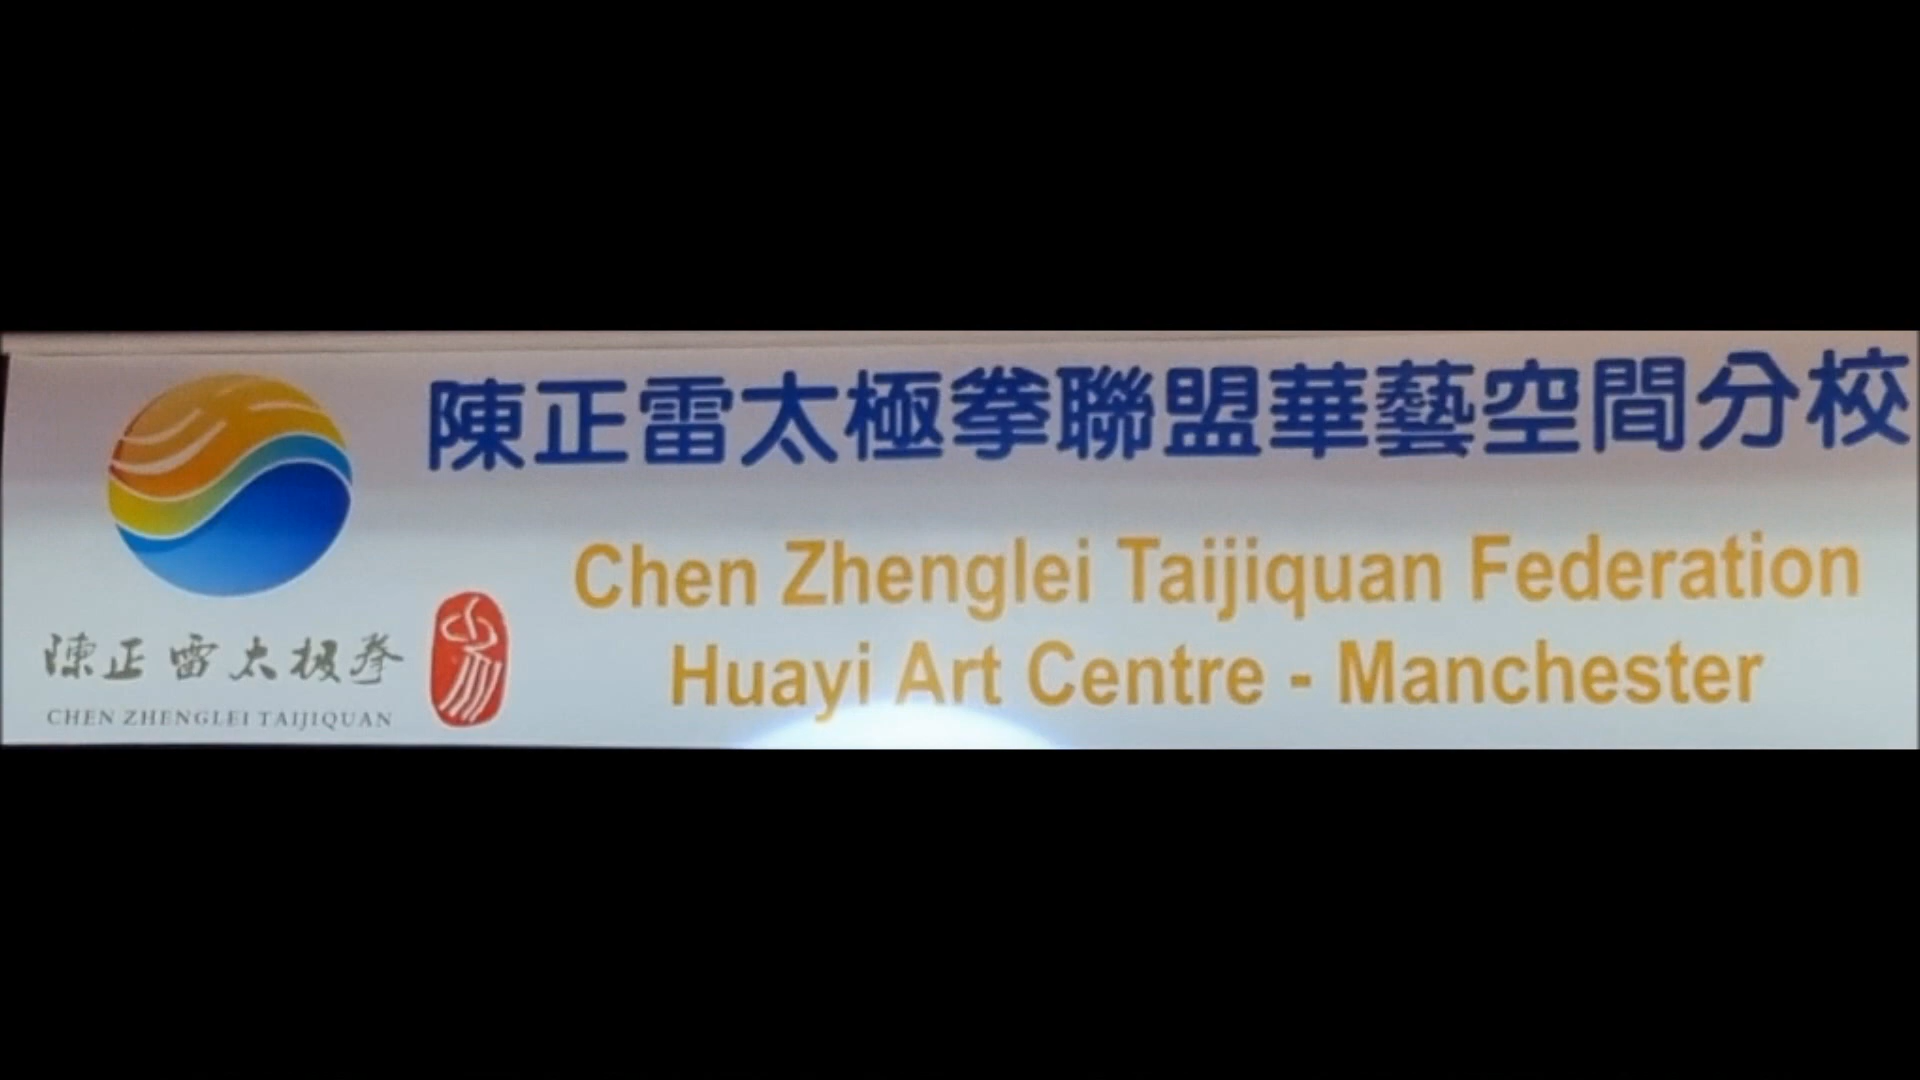 陳正雷太極拳聯盟華藝空間分校
Chen Zhenglei Taijiquan Federation
Huayi Art Centre - Manchester
陳正雷太极拳
CHEN ZHENGLEI TAIJIQUAN